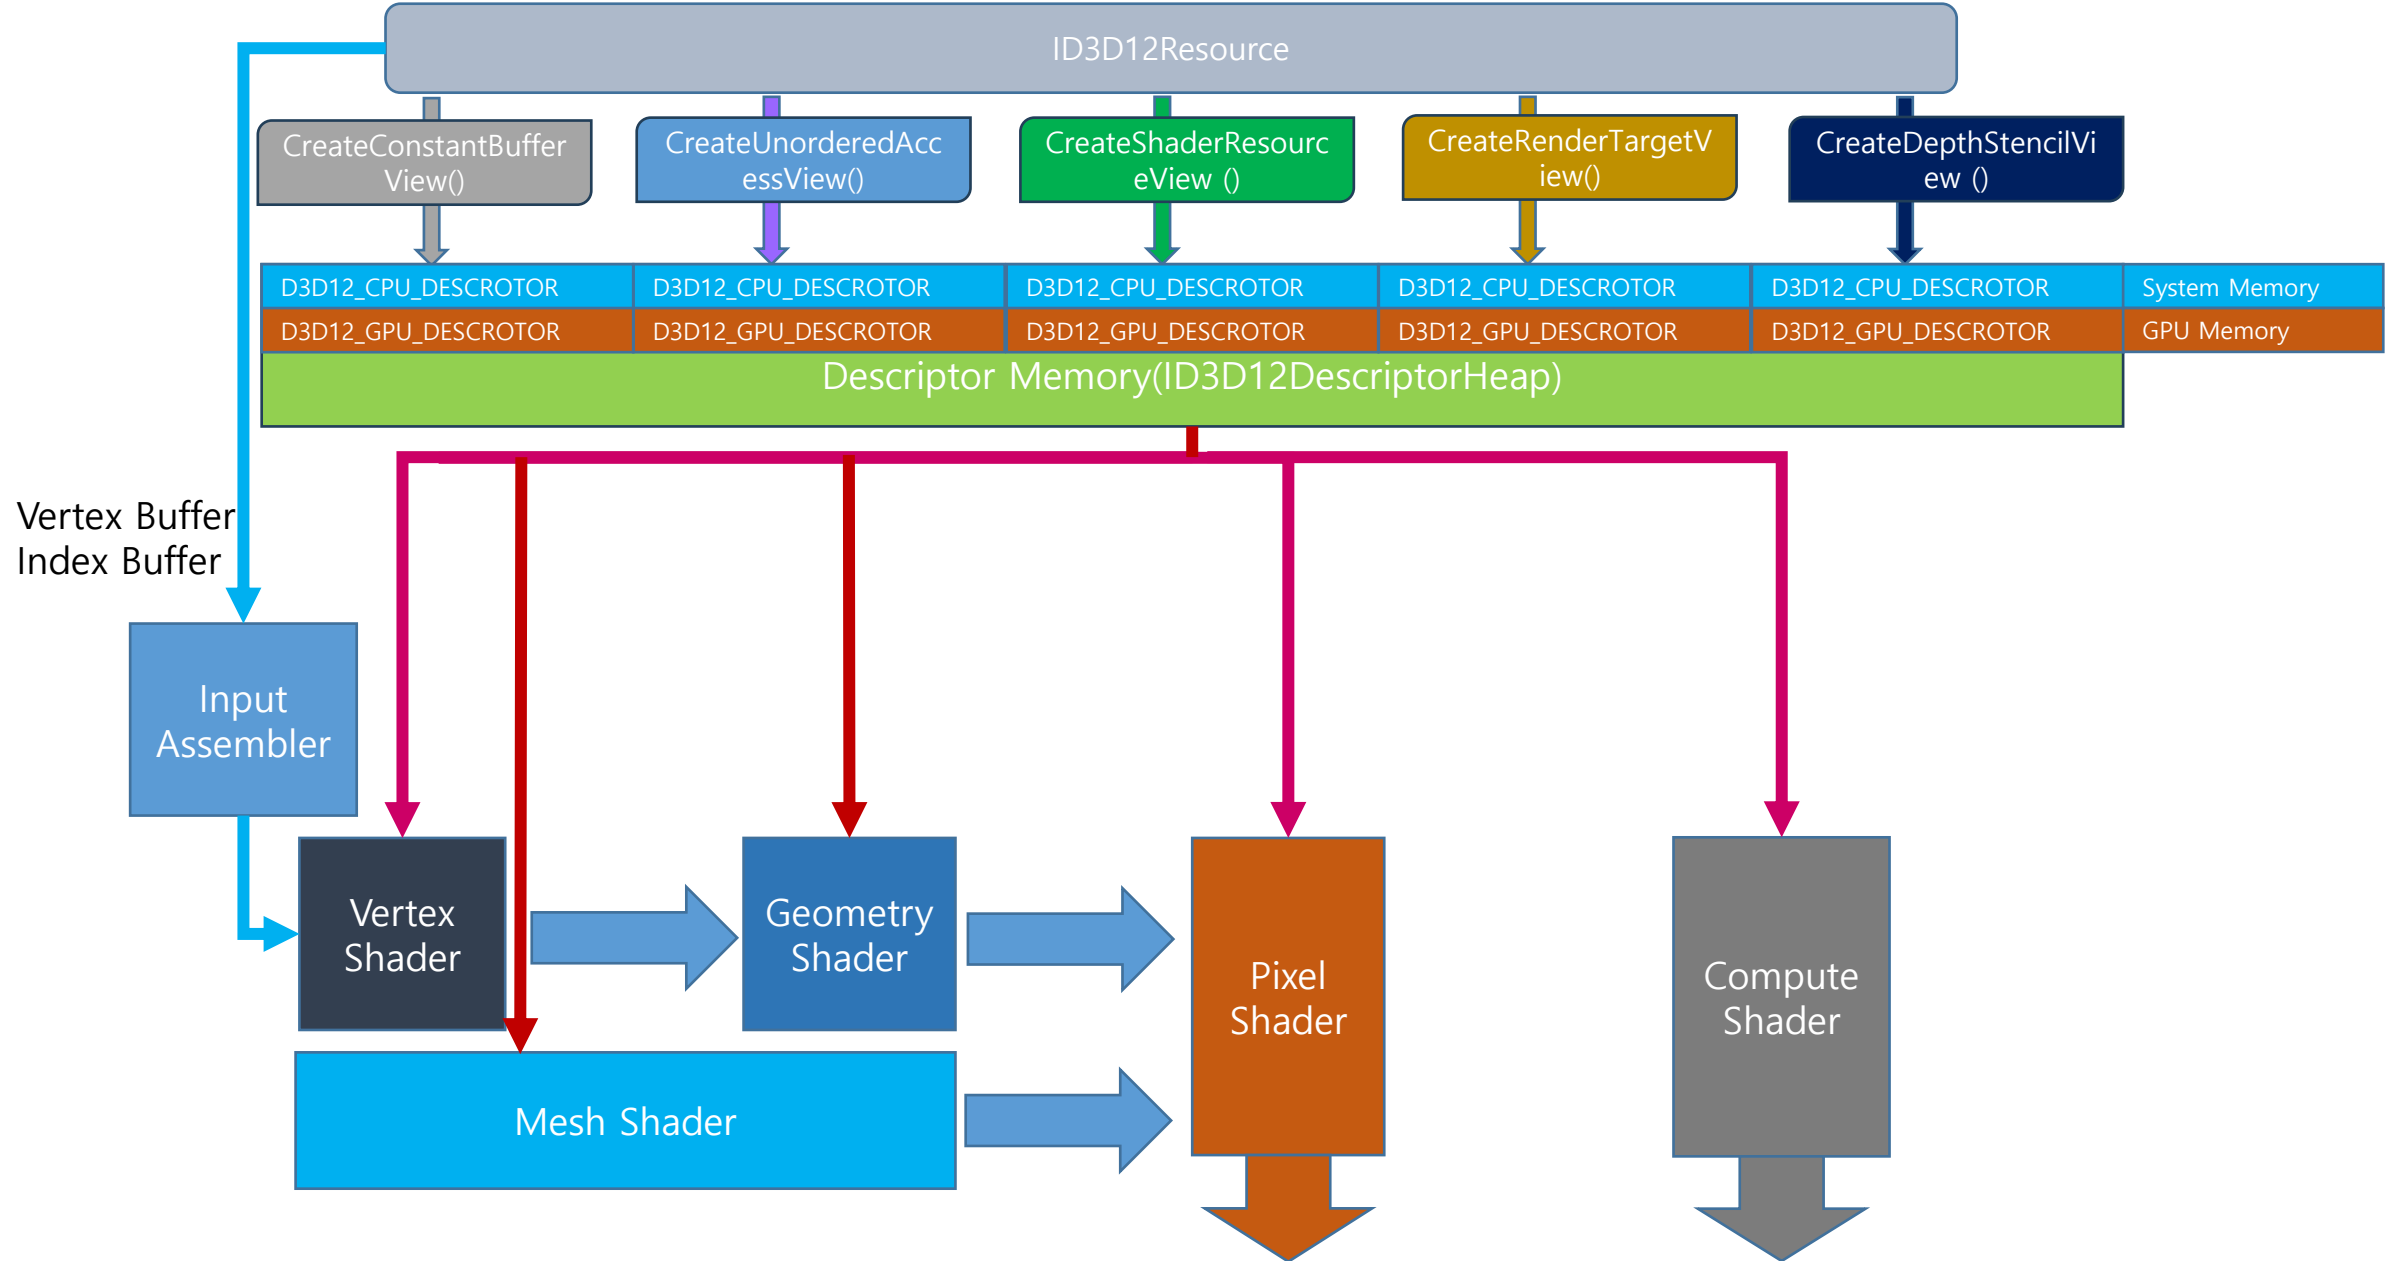 ID3D12Resource
CreateConstantBuffer
View()
CreateUnorderedAcc
essView()
CreateShaderResourc
eView ()
CreateRenderTargetV
iew()
CreateDepthStencilVi
ew ()
D3D12_CPU_DESCROTOR D3D12_CPU_DESCROTOR D3D12_CPU_DESCROTOR D3D12_CPU_DESCROTOR D3D12_CPU_DESCROTOR System Memory
D3D12_GPU_DESCROTOR D3D12_GPU_DESCROTOR D3D12_GPU_DESCROTOR D3D12_GPU_DESCROTOR D3D12_GPU_DESCROTOR GPU Memory
Descriptor Memory(ID3D12DescriptorHeap)
Vertex Buffer
Index Buffer
Input
Assembler
Vertex
Shader
Geometry
Shader
Pixel
Shader
Compute
Shader
Mesh Shader